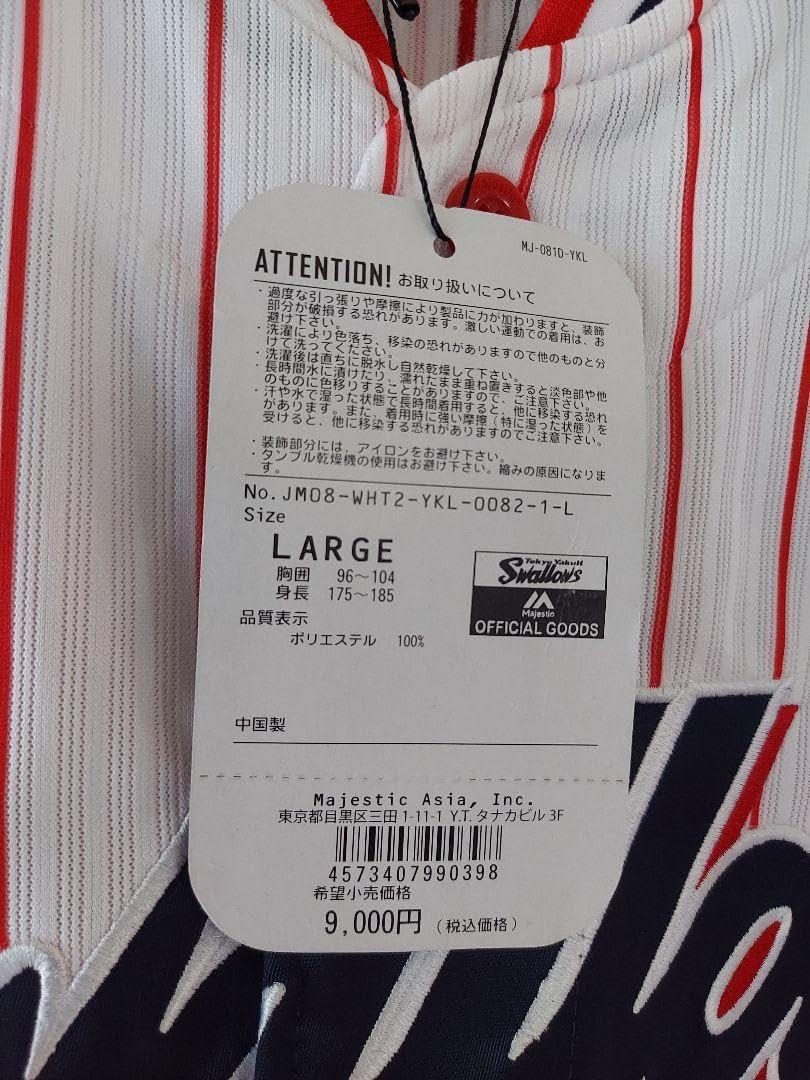 MJ-081D-YKL
ATTENTION! お取り扱いについて
・過度な引っ張りや摩擦により製品に力が加わりますと、装飾
部分が破損する恐れがあります。激しい運動での着用は、お
避け下さい。
・洗濯により色落ち、移染の恐れがありますので他のものと分
けて洗ってください。
・洗濯後は直ちに脱水し自然乾燥して下さい。
・長時間水に漬けたり、濡れたまま重ね置きすると淡色部や他
のものに色移りすることがありますので、ご注意下さい。
・汗や水で湿った状態で長時間着用すると、他に移染する恐れ
があります。また、着用時に強い摩擦（特に湿った状態）を
受けると、他に移染する恐れがありますのでご注意下さい。
・装飾部分には、アイロンをお避け下さい。
・タンブル乾燥機の使用はお避け下さい。縮みの原因になりま
す。
No.JM08-WHT2-YKL-0082-1-L
Size
LARGE
胸囲 96～104
身長 175～185
品質表示
ポリエステル 100%
Tokyo Yakult
Swallows
Majestic
OFFICIAL GOODS
中国製
Majestic Asia, Inc.
東京都目黒区三田 1-11-1 Y.T. タナカビル 3F
4573407990398
希望小売価格
9,000円（税込価格）